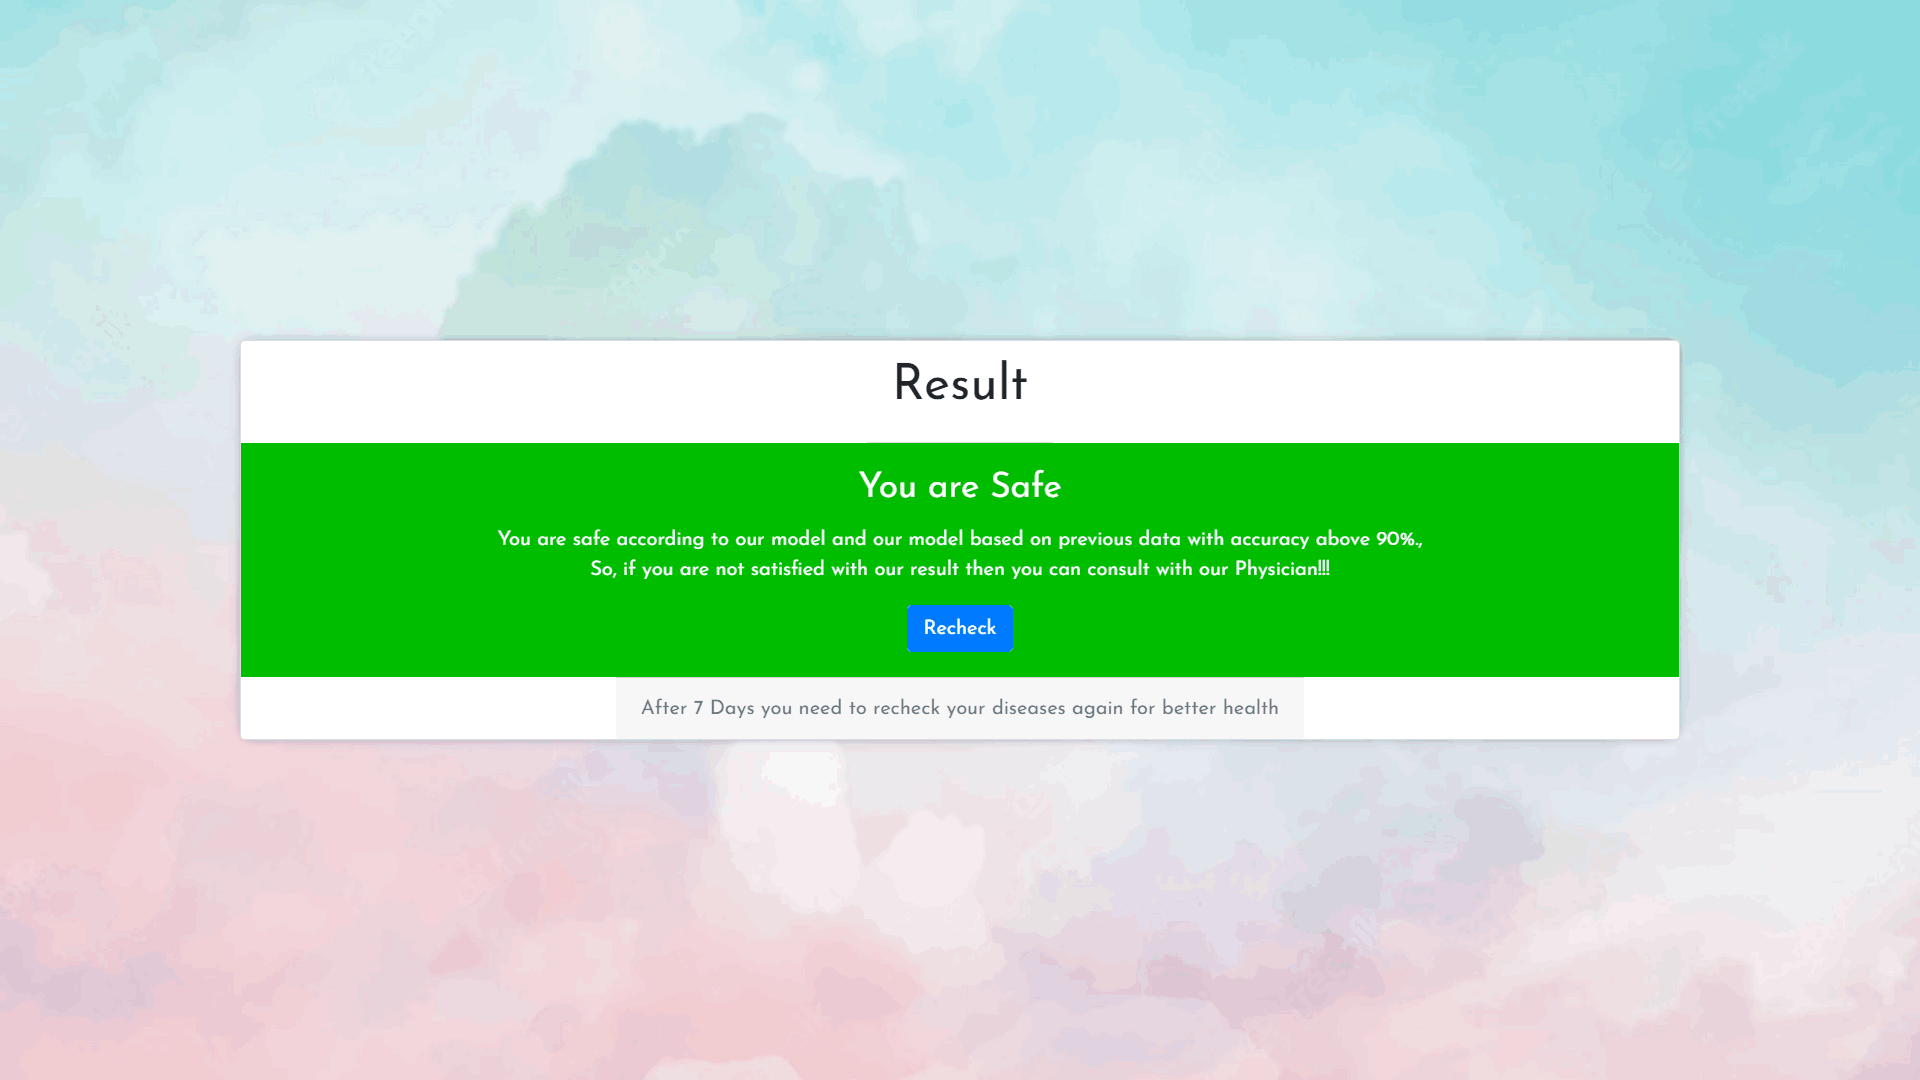 Result
You are Safe
You are safe according to our model and our model based on previous data with accuracy above 90%.,
So, if you are not satisfied with our result then you can consult with our Physician!!!
Recheck
After 7 Days you need to recheck your diseases again for better health